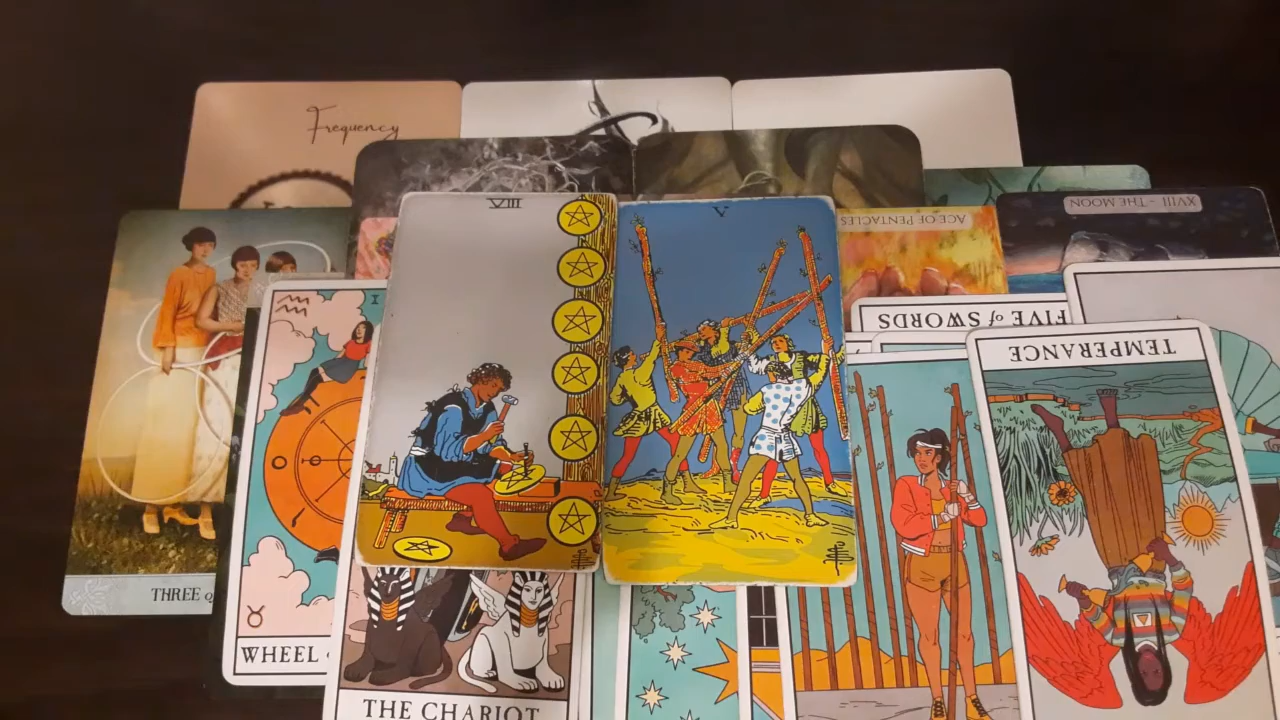 Frequency
VIII
V
ACE OF PENTACLES
XVIII - THE MOON
FIVE of SWORDS
TEMPERANCE
I
THREE
WHEEL
THE CHARIOT